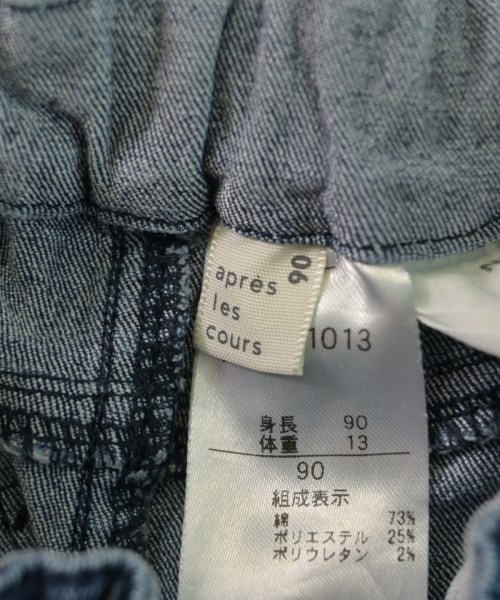 après
les
cours
90
1013
身長 90
体重 13
90
組成表示
綿 73%
ポリエステル 25%
ポリウレタン 2%